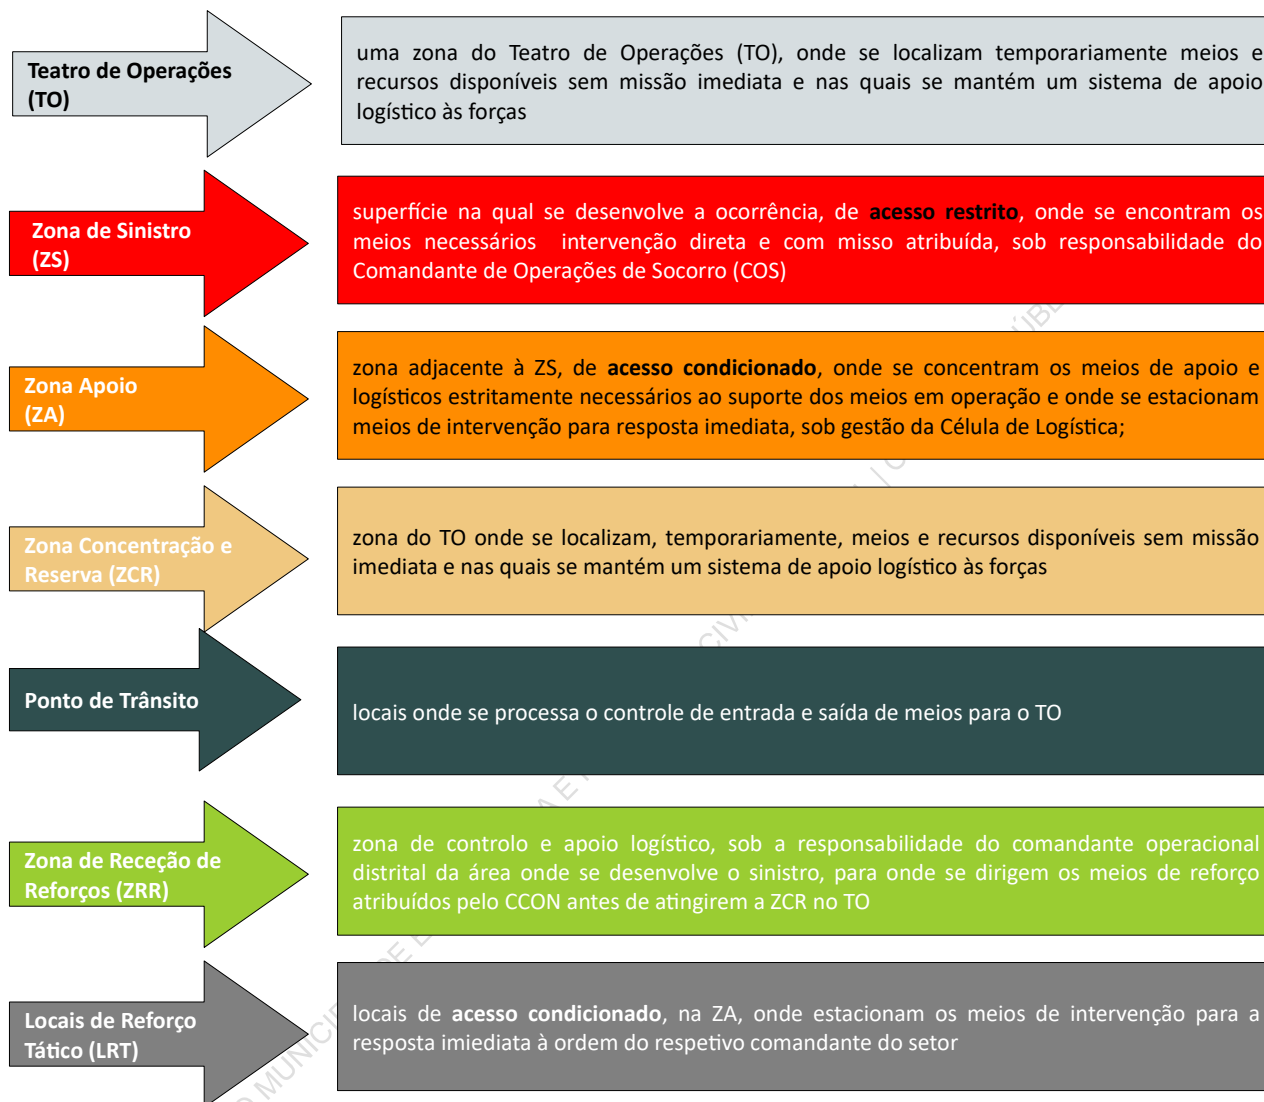 Teatro de Operações
(TO)
uma zona do Teatro de Operações (TO), onde se localizam temporariamente meios e
recursos disponíveis sem missão imediata e nas quais se mantém um sistema de apoio
logístico às forças
Zona de Sinistro
(ZS)
superfície na qual se desenvolve a ocorrência, de acesso restrito, onde se encontram os
meios necessários intervenção direta e com misso atribuída, sob responsabilidade do
Comandante de Operações de Socorro (COS)
Zona Apoio
(ZA)
zona adjacente à ZS, de acesso condicionado, onde se concentram os meios de apoio e
logísticos estritamente necessários ao suporte dos meios em operação e onde se estacionam
meios de intervenção para resposta imediata, sob gestão da Célula de Logística;
Zona Concentração e
Reserva (ZCR)
zona do TO onde se localizam, temporariamente, meios e recursos disponíveis sem missão
imediata e nas quais se mantém um sistema de apoio logístico às forças
Ponto de Trânsito
locais onde se processa o controle de entrada e saída de meios para o TO
Zona de Receção de
Reforços (ZRR)
zona de controlo e apoio logístico, sob a responsabilidade do comandante operacional
distrital da área onde se desenvolve o sinistro, para onde se dirigem os meios de reforço
atribuídos pelo CCON antes de atingirem a ZCR no TO
Locais de Reforço
Tático (LRT)
locais de acesso condicionado, na ZA, onde estacionam os meios de intervenção para a
resposta imiediata à ordem do respetivo comandante do setor